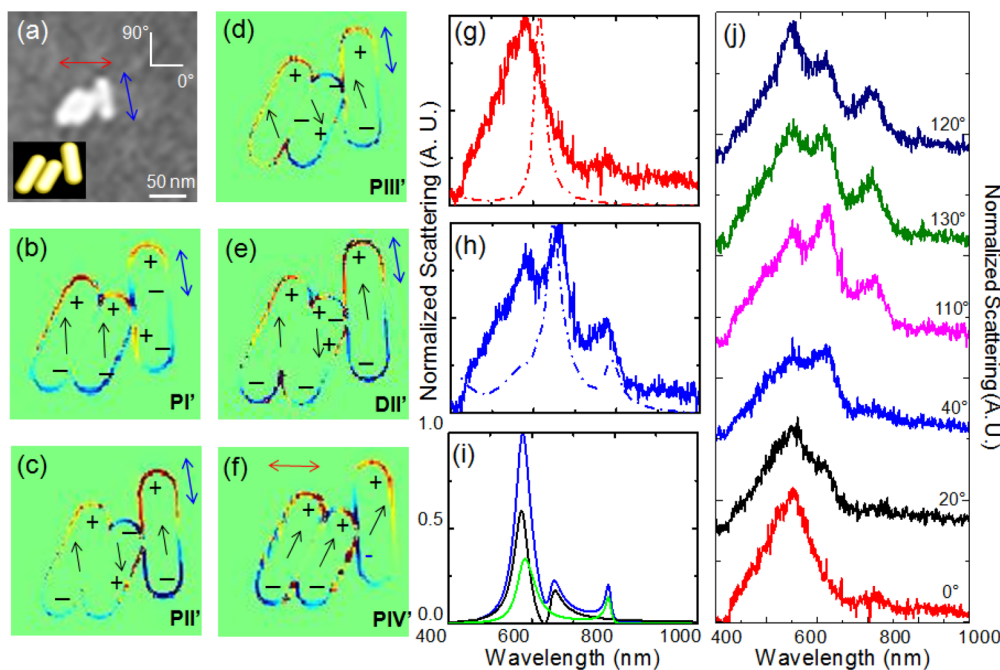 (a)
90°
0°
50 nm
(b)
+
−
+
+
+
−
−
−
PI'
(c)
+
−
+
−
+
−
PII'
(d)
+
+
−
−
+
−
PIII'
(e)
+
+
+
−
−
−
−
DII'
(f)
+
+
+
-
−
−
PIV'
Normalized Scattering (A. U.)
(g)
(h)
1.0
(i)
0.5
0.0
400 600 800 1000
Wavelength (nm)
(j)
120°
130°
110°
40°
20°
0°
400 600 800 1000
Wavelength (nm)
Normalized Scattering(A.U.)